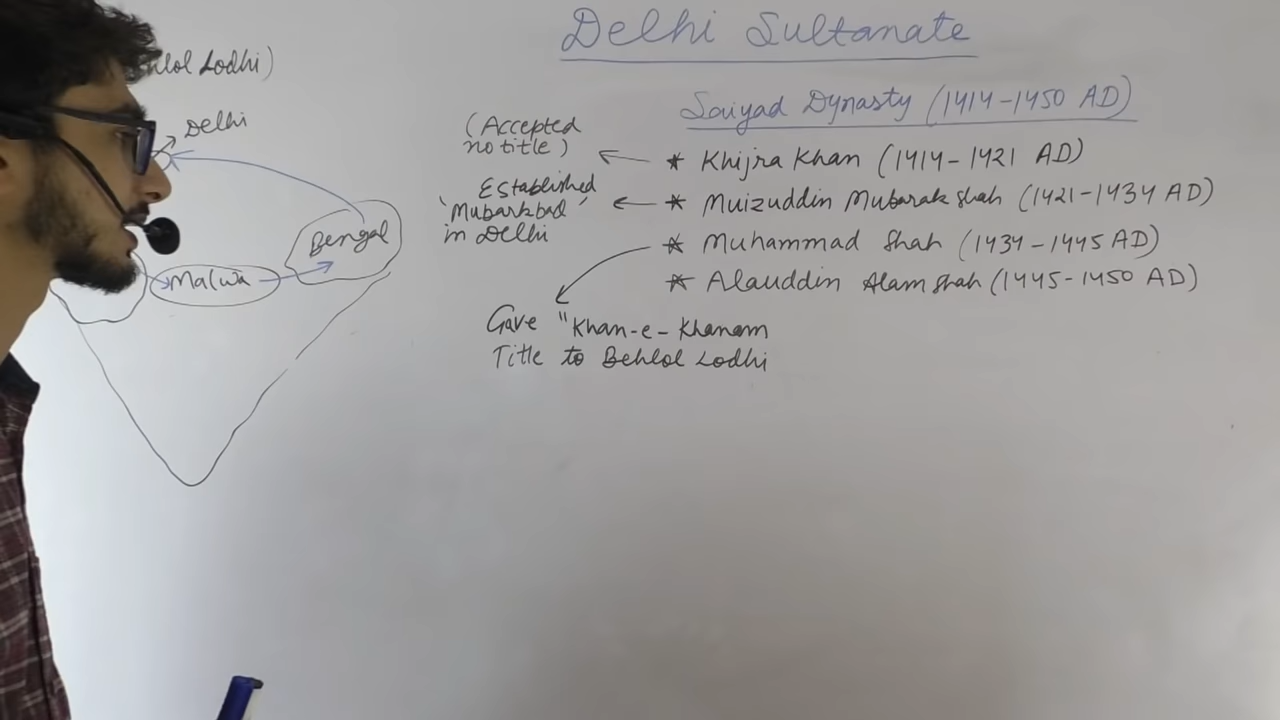 Delhi Sultanate
Lodhi)
Delhi
Bengal
Malwa
Saiyad Dynasty (1414-1450 AD)
(Accepted
no title)
* Khijra Khan (1414-1421 AD)
Established
'Mubarkbad'
in Delhi
* Muizuddin Mubarak Shah (1421-1434 AD)
* Muhammad Shah (1434-1445 AD)
* Alauddin Alam Shah (1445-1450 AD)
Gave "Khan-e-Khanam
Title to Behlol Lodhi